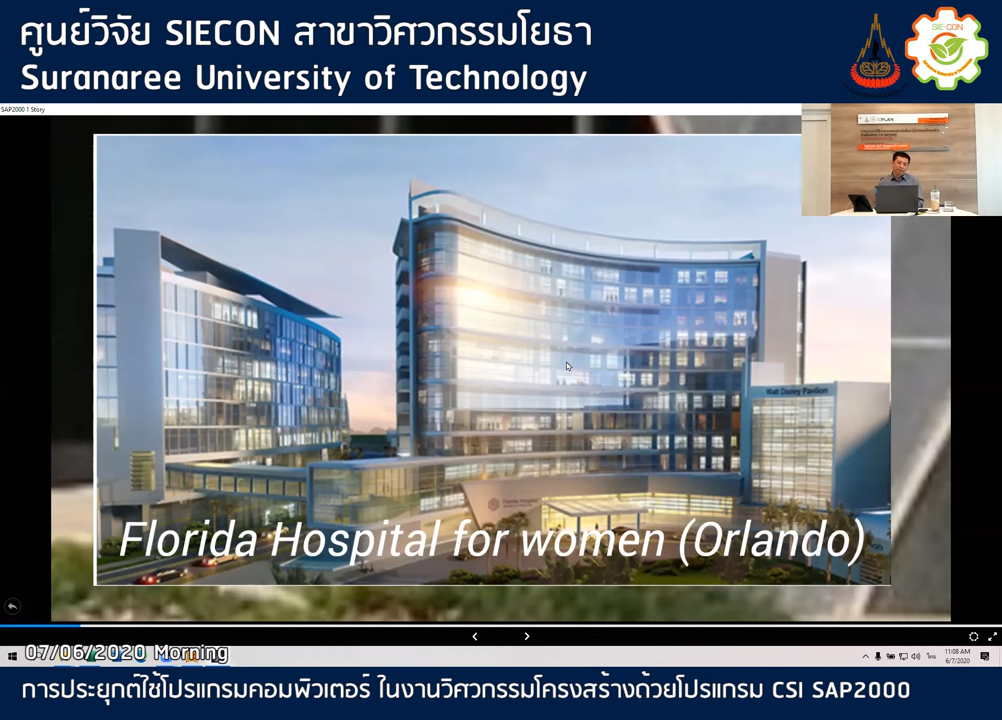 ศูนย์วิจัย SIECON สาขาวิศวกรรมโยธา
Suranaree University of Technology
SIE-CON
SAP2000 1 Story
PLAN
Walt Disney Pavilion
Florida Hospital
Florida Hospital for women (Orlando)
07/06/2020 Morning
11:08 AM
6/7/2020
การประยุกต์ใช้โปรแกรมคอมพิวเตอร์ ในงานวิศวกรรมโครงสร้างด้วยโปรแกรม CSI SAP2000